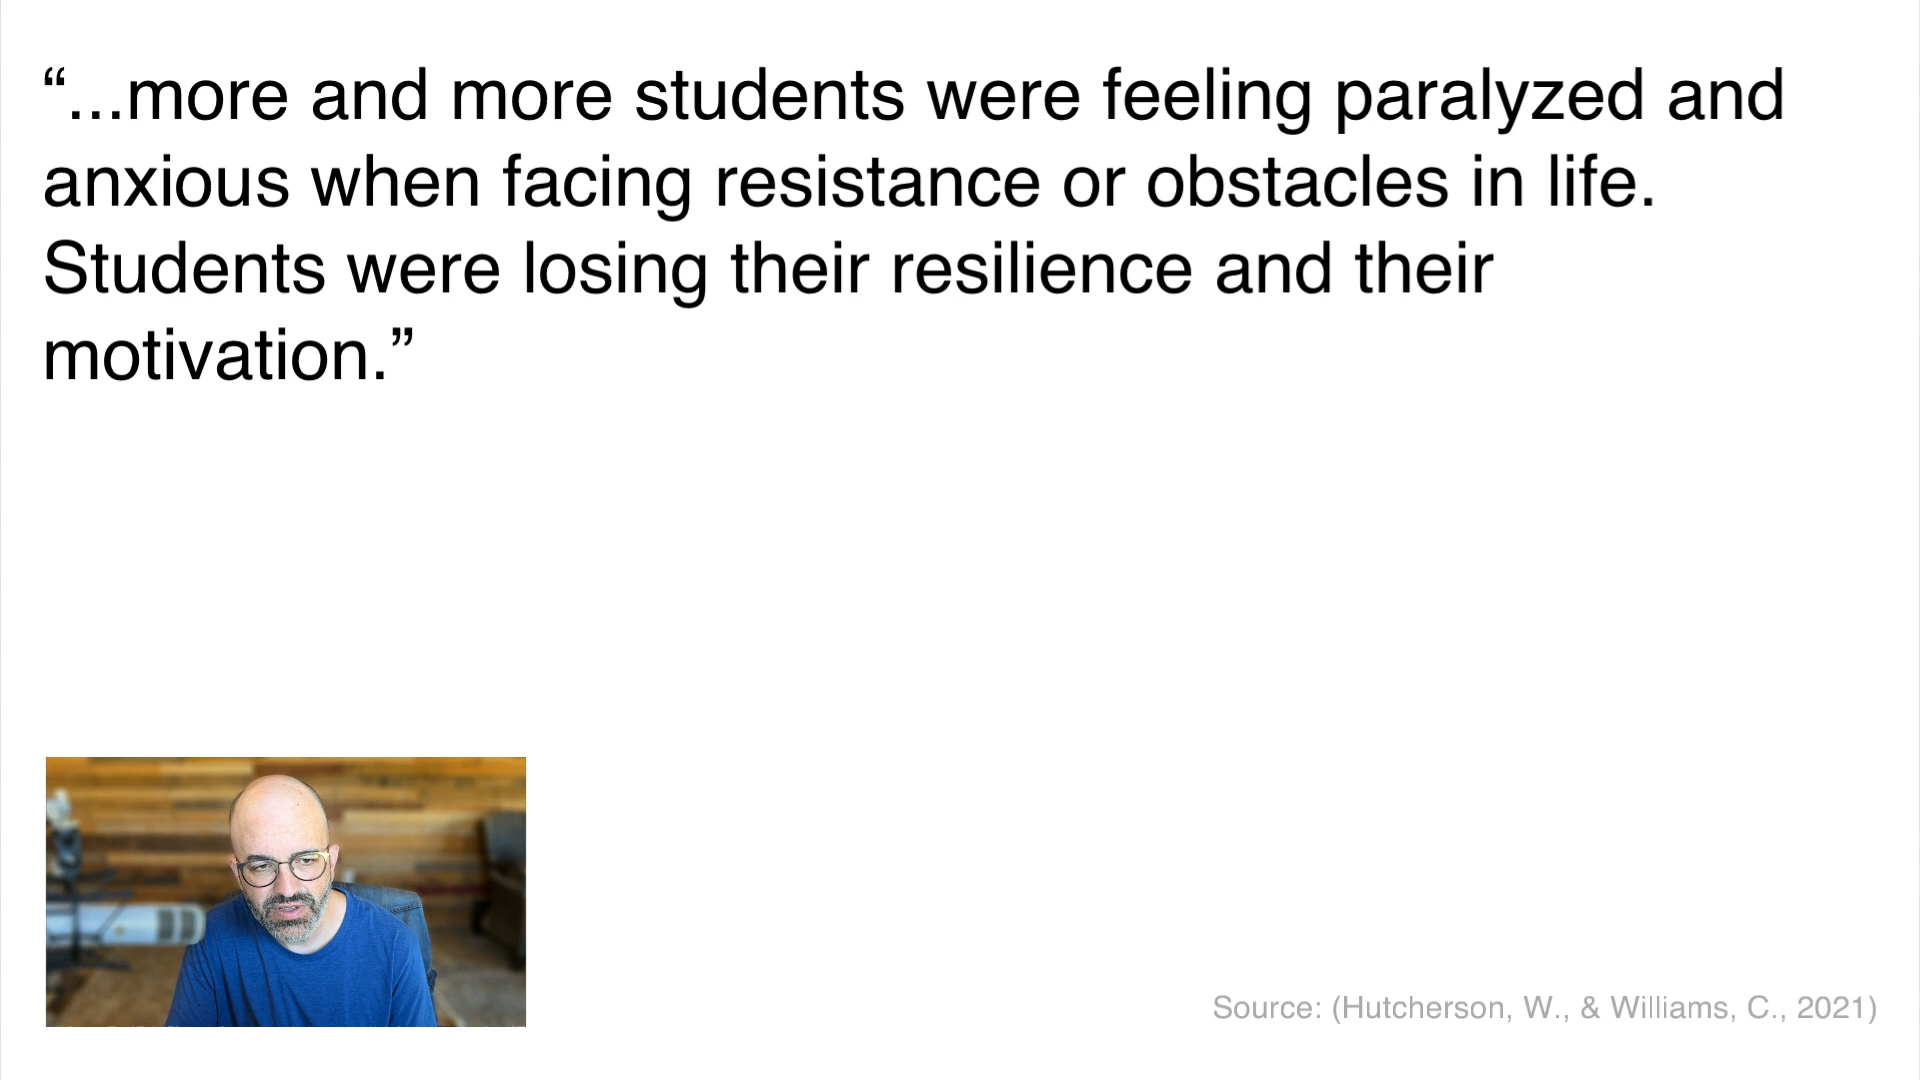 “...more and more students were feeling paralyzed and
anxious when facing resistance or obstacles in life.
Students were losing their resilience and their
motivation.”
Source: (Hutcherson, W., & Williams, C., 2021)